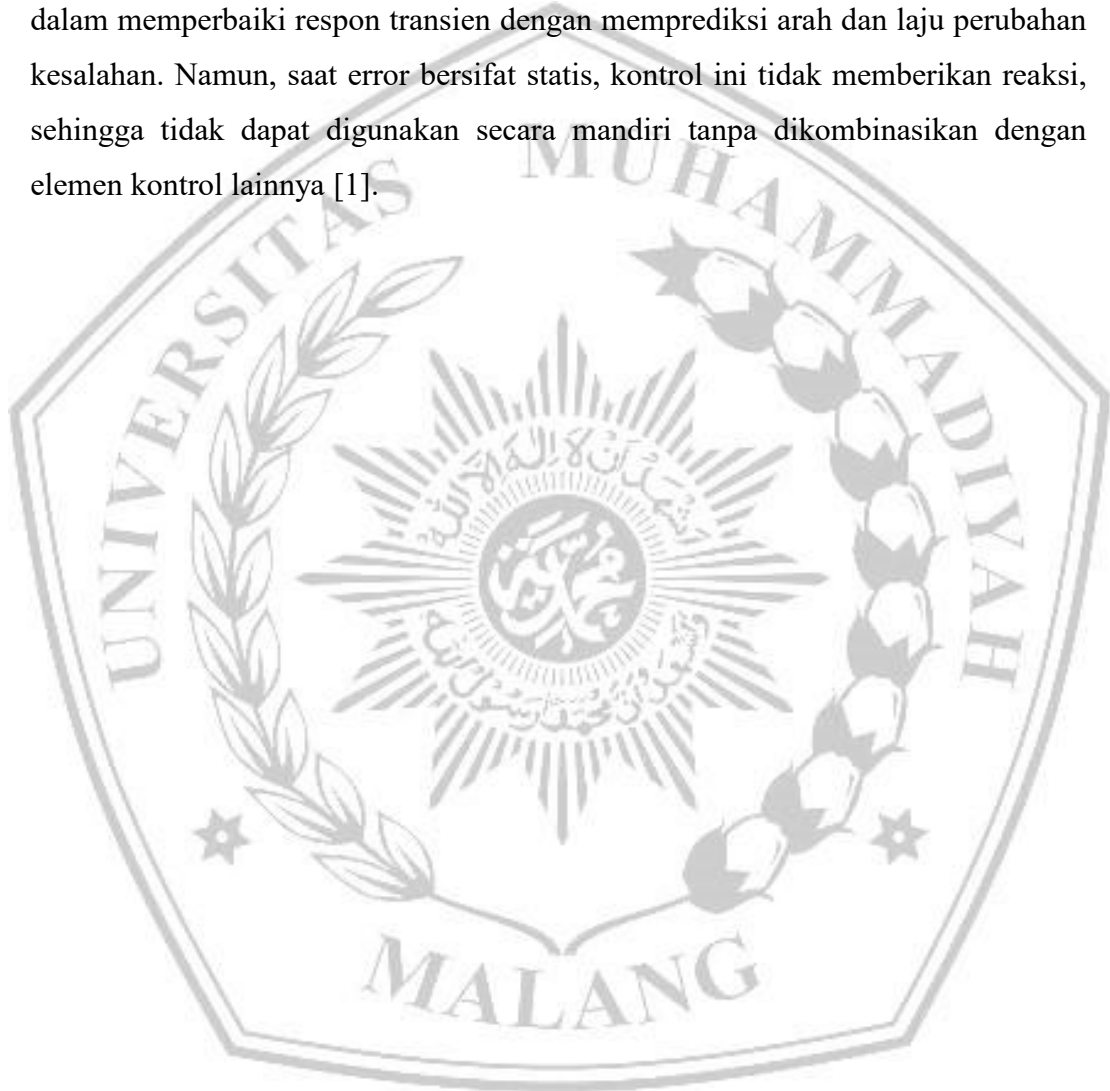 dalam memperbaiki respon transien dengan memprediksi arah dan laju perubahan
kesalahan. Namun, saat error bersifat statis, kontrol ini tidak memberikan reaksi,
sehingga tidak dapat digunakan secara mandiri tanpa dikombinasikan dengan
elemen kontrol lainnya [1].
UNIVERSITAS MUHAMMADIYAH
MALANG